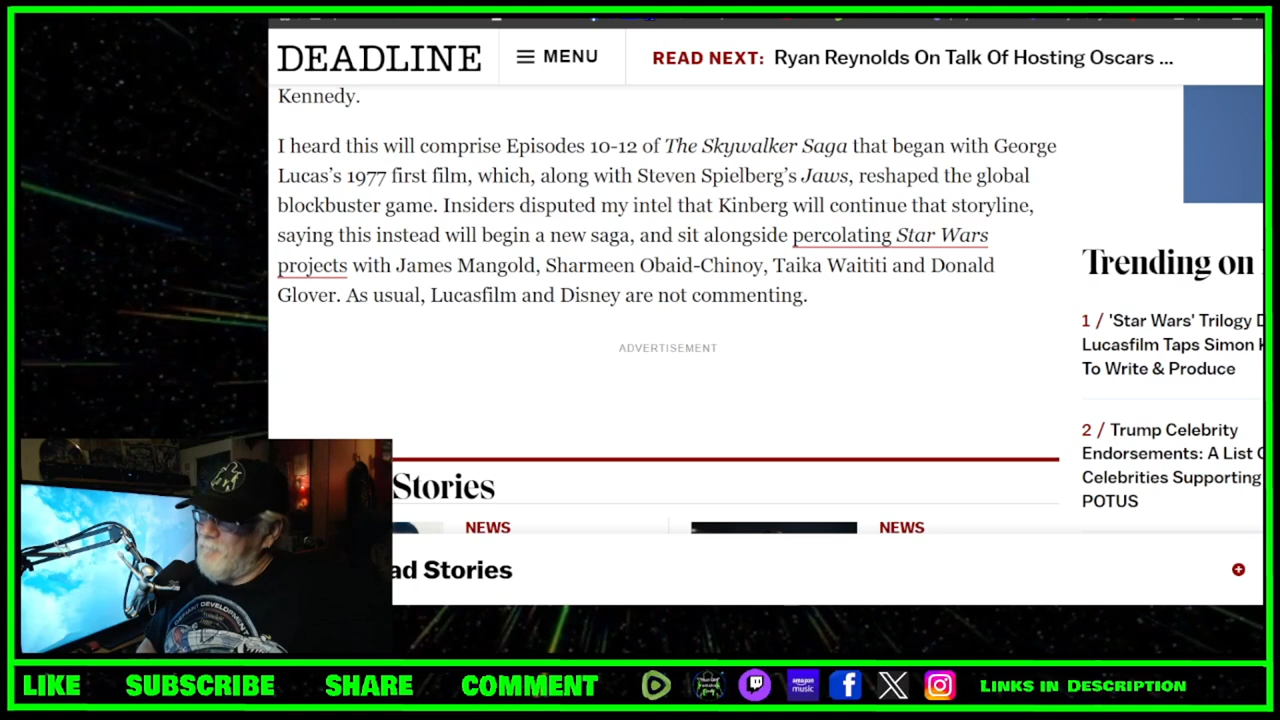 DEADLINE
MENU
READ NEXT: Ryan Reynolds On Talk Of Hosting Oscars ...
Kennedy.
I heard this will comprise Episodes 10-12 of The Skywalker Saga that began with George
Lucas's 1977 first film, which, along with Steven Spielberg's Jaws, reshaped the global
blockbuster game. Insiders disputed my intel that Kinberg will continue that storyline,
saying this instead will begin a new saga, and sit alongside percolating Star Wars
projects with James Mangold, Sharmeen Obaid-Chinoy, Taika Waititi and Donald
Glover. As usual, Lucasfilm and Disney are not commenting.
ADVERTISEMENT
Trending on
1 / 'Star Wars' Trilogy
Lucasfilm Taps Simon
To Write & Produce
2 / Trump Celebrity
Endorsements: A List
Celebrities Supporting
POTUS
Stories
NEWS
NEWS
ad Stories
LIKE SUBSCRIBE SHARE COMMENT amazon music LINKS IN DESCRIPTION